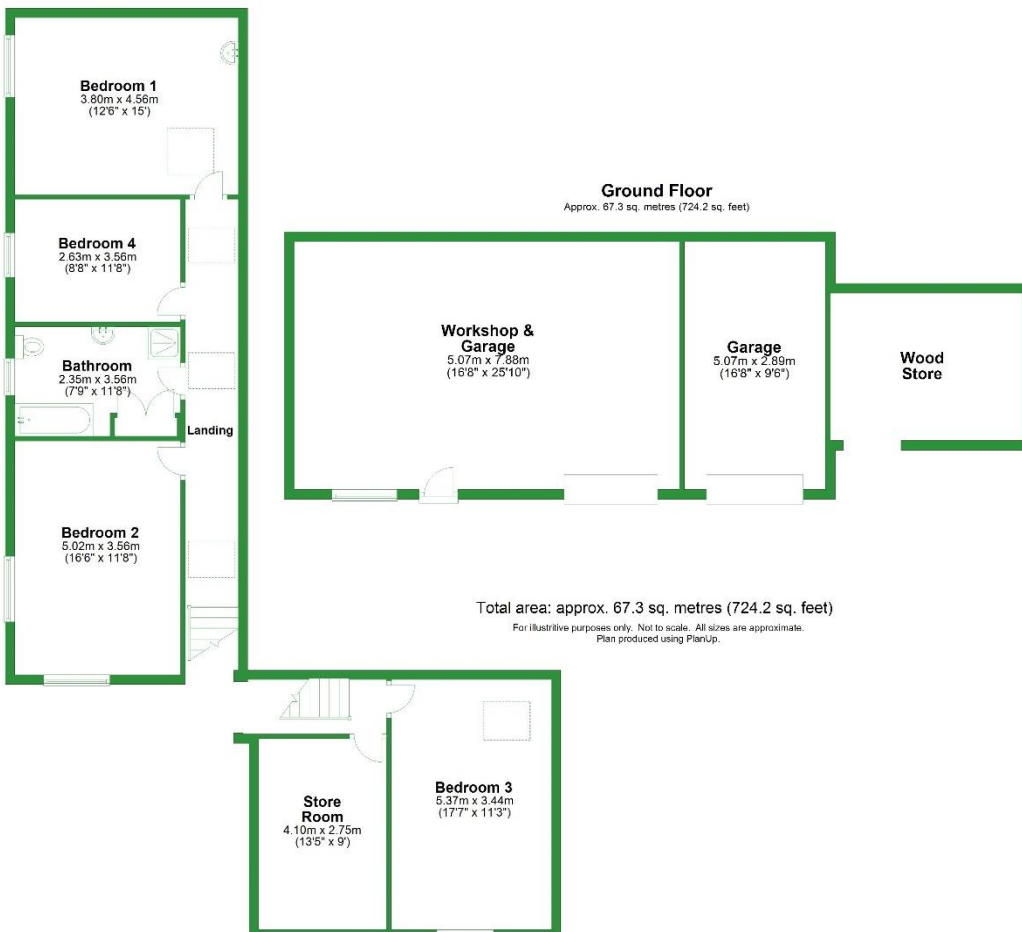 Bedroom 1
3.80m x 4.56m
(12'6" x 15')
Bedroom 4
2.63m x 3.56m
(8'8" x 11'8")
Bathroom
2.35m x 3.56m
(7'9" x 11'8")
Landing
Bedroom 2
5.02m x 3.56m
(16'6" x 11'8")
Ground Floor
Approx. 67.3 sq. metres (724.2 sq. feet)
Workshop &
Garage
5.07m x 7.88m
(16'8" x 25'10")
Garage
5.07m x 2.89m
(16'8" x 9'6")
Wood
Store
Total area: approx. 67.3 sq. metres (724.2 sq. feet)
For illustritive purposes only. Not to scale. All sizes are approximate.
Plan produced using PlanUp.
Store
Room
4.10m x 2.75m
(13'5" x 9')
Bedroom 3
5.37m x 3.44m
(17'7" x 11'3")